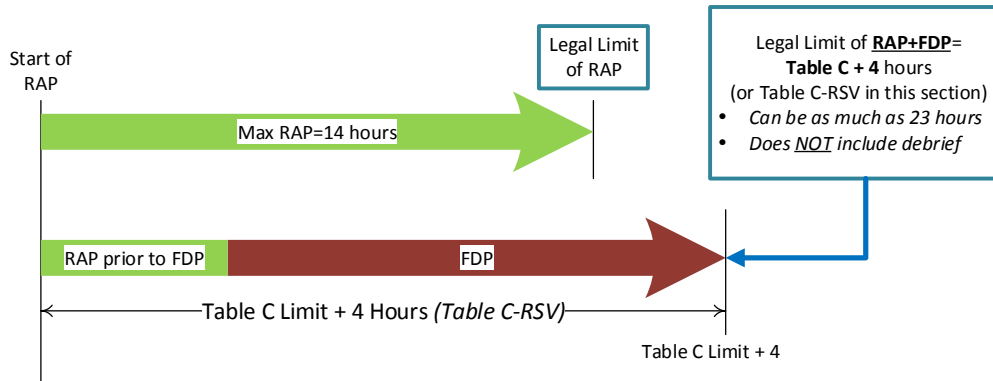 Start of
RAP
Legal Limit
of RAP
Legal Limit of RAP+FDP=
Table C + 4 hours
(or Table C-RSV in this section)
• Can be as much as 23 hours
• Does NOT include debrief
Max RAP=14 hours
RAP prior to FDP
FDP
Table C Limit + 4 Hours (Table C-RSV)
Table C Limit + 4